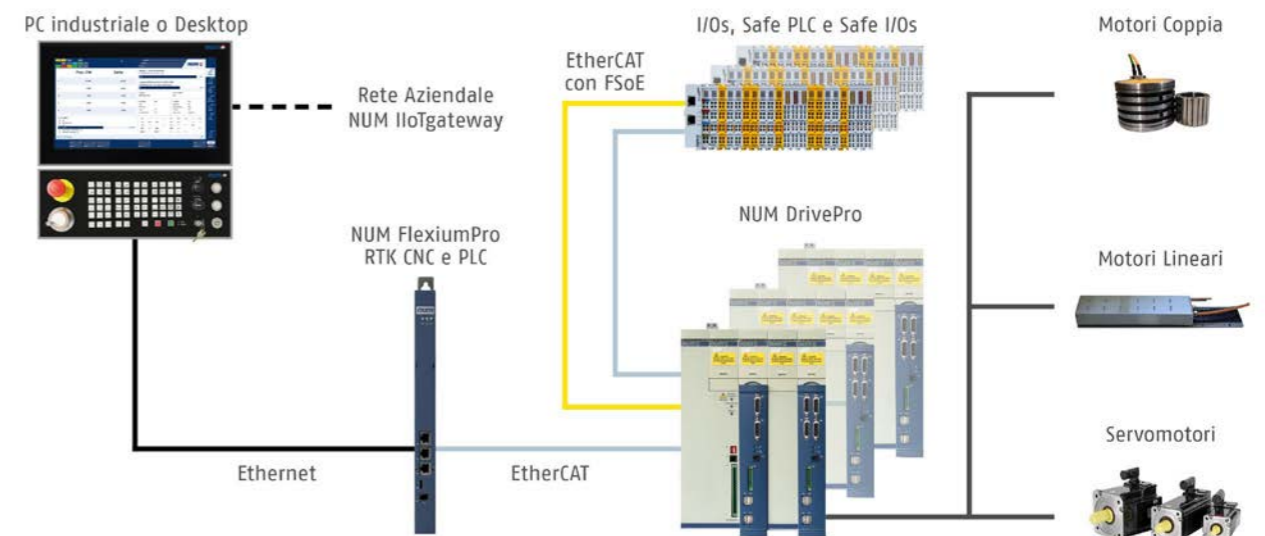 PC industriale o Desktop
I/Os, Safe PLC e Safe I/Os
Motori Coppia
EtherCAT
con FSoE
Rete Aziendale
NUM IIoTgateway
NUM DrivePro
NUM FlexiumPro
RTK CNC e PLC
Motori Lineari
Servomotori
Ethernet
EtherCAT